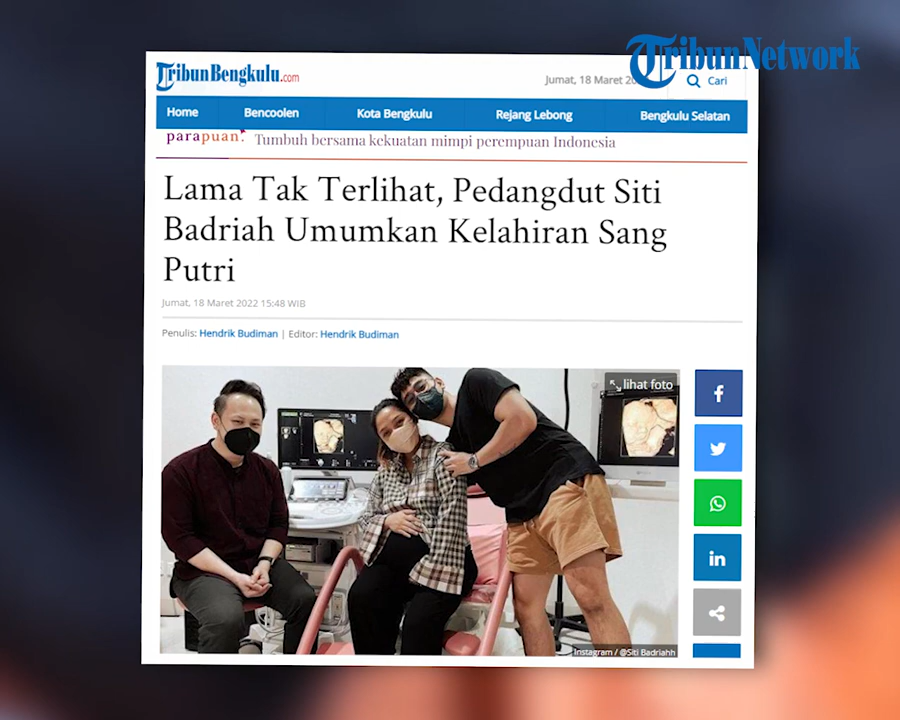 TribunNetwork
TribunBengkulu.com
Jumat, 18 Maret 20
Cari
Home Bencoolen Kota Bengkulu Rejang Lebong Bengkulu Selatan
parapuan. Tumbuh bersama kekuatan mimpi perempuan Indonesia
Lama Tak Terlihat, Pedangdut Siti
Badriah Umumkan Kelahiran Sang
Putri
Jumat, 18 Maret 2022 15:48 WIB
Penulis: Hendrik Budiman | Editor: Hendrik Budiman
lihat foto
Instagram / @Siti Badriahh